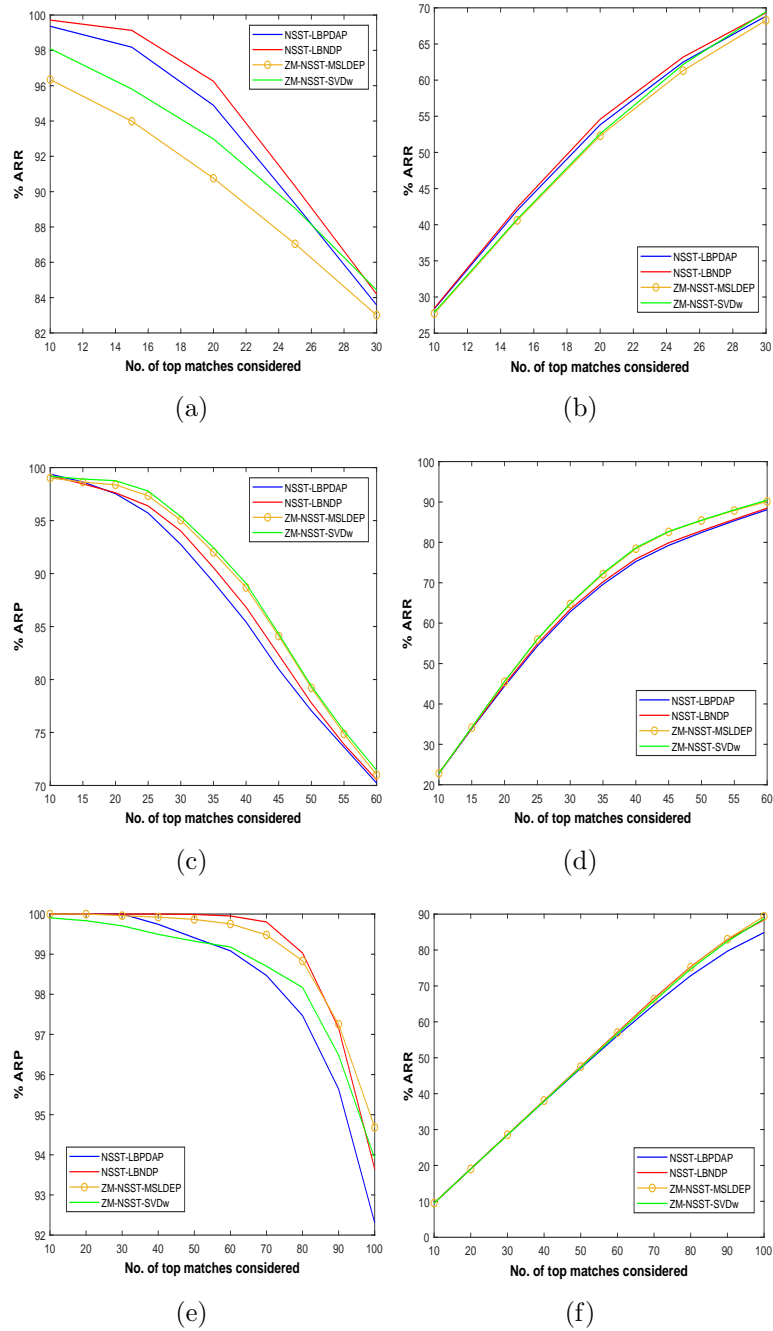 100
98
96
94
92
90
88
86
84
82
% ARR
10 12 14 16 18 20 22 24 26 28 30
No. of top matches considered
NSST-LBPDAP
NSST-LBNDP
ZM-NSST-MSLDEP
ZM-NSST-SVDw
(a)
70
65
60
55
50
45
40
35
30
25
% ARR
10 12 14 16 18 20 22 24 26 28 30
No. of top matches considered
NSST-LBPDAP
NSST-LBNDP
ZM-NSST-MSLDEP
ZM-NSST-SVDw
(b)
100
95
90
85
80
75
70
% ARP
10 15 20 25 30 35 40 45 50 55 60
No. of top matches considered
NSST-LBPDAP
NSST-LBNDP
ZM-NSST-MSLDEP
ZM-NSST-SVDw
(c)
100
90
80
70
60
50
40
30
20
% ARR
10 15 20 25 30 35 40 45 50 55 60
No. of top matches considered
NSST-LBPDAP
NSST-LBNDP
ZM-NSST-MSLDEP
ZM-NSST-SVDw
(d)
100
99
98
97
96
95
94
93
92
% ARP
10 20 30 40 50 60 70 80 90 100
No. of top matches considered
NSST-LBPDAP
NSST-LBNDP
ZM-NSST-MSLDEP
ZM-NSST-SVDw
(e)
90
80
70
60
50
40
30
20
10
0
% ARR
10 20 30 40 50 60 70 80 90 100
No. of top matches considered
NSST-LBPDAP
NSST-LBNDP
ZM-NSST-MSLDEP
ZM-NSST-SVDw
(f)